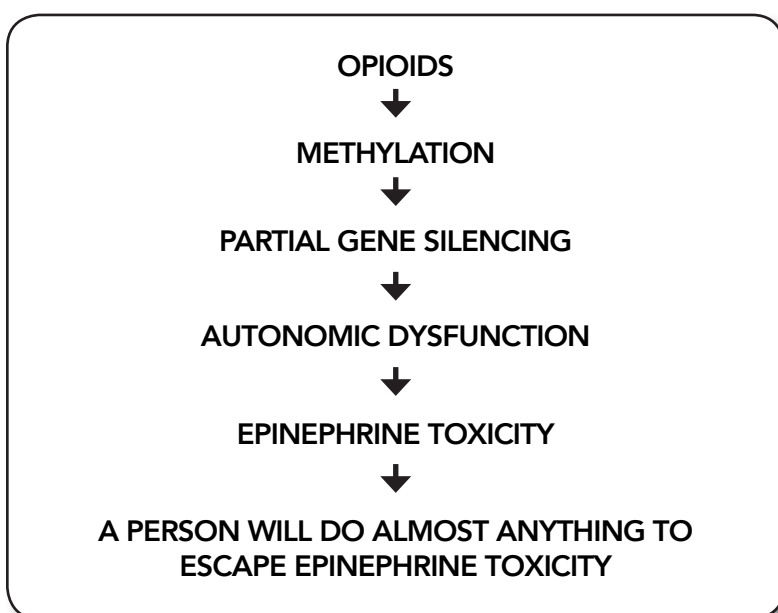 OPIOIDS
METHYLATION
PARTIAL GENE SILENCING
AUTONOMIC DYSFUNCTION
EPINEPHRINE TOXICITY
A PERSON WILL DO ALMOST ANYTHING TO
ESCAPE EPINEPHRINE TOXICITY